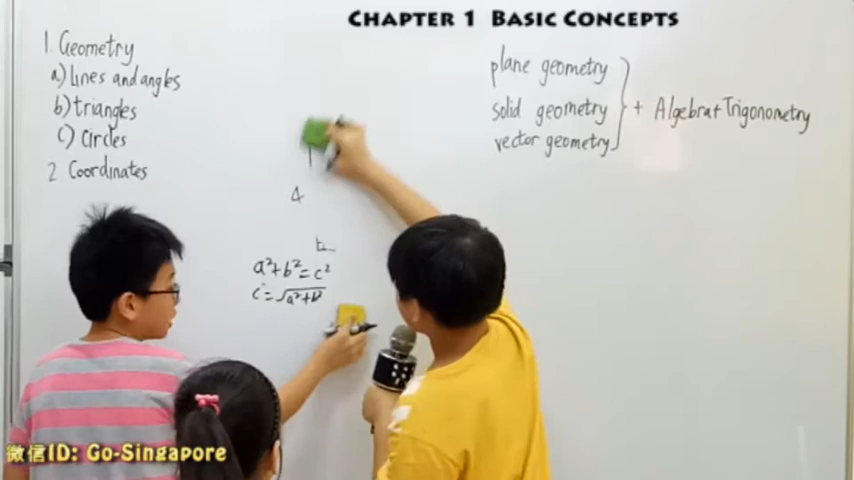 CHAPTER 1 BASIC CONCEPTS
1. Geometry
a) Lines and angles
b) triangles
c) Circles
2 Coordinates
plane geometry
solid geometry
vector geometry
+ Algebra + Trigonometry
4
a²+b²=c²
c=√a²+b²
微信ID: Go-Singapore